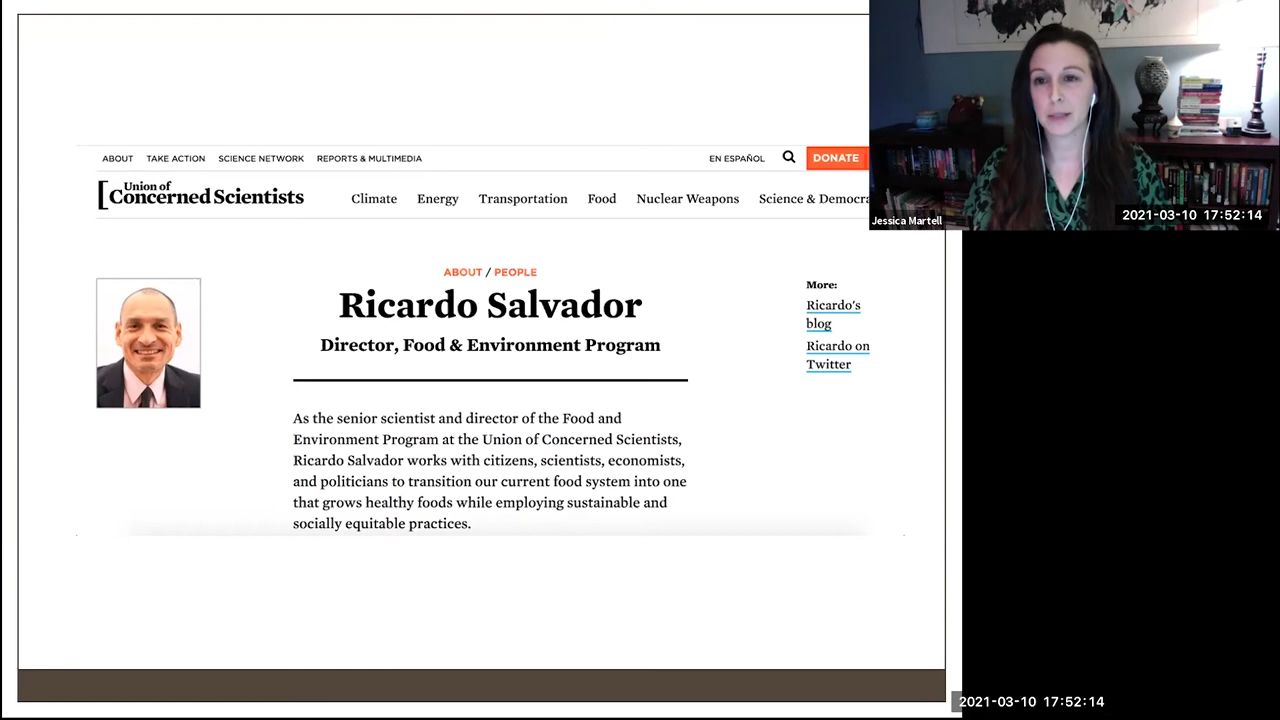 ABOUT TAKE ACTION SCIENCE NETWORK REPORTS & MULTIMEDIA EN ESPAÑOL DONATE
Union of
Concerned Scientists
Climate Energy Transportation Food Nuclear Weapons Science & Democra
Jessica Martell
2021-03-10 17:52:14
ABOUT / PEOPLE
Ricardo Salvador
Director, Food & Environment Program
More:
Ricardo's
blog
Ricardo on
Twitter
As the senior scientist and director of the Food and
Environment Program at the Union of Concerned Scientists,
Ricardo Salvador works with citizens, scientists, economists,
and politicians to transition our current food system into one
that grows healthy foods while employing sustainable and
socially equitable practices.
2021-03-10 17:52:14